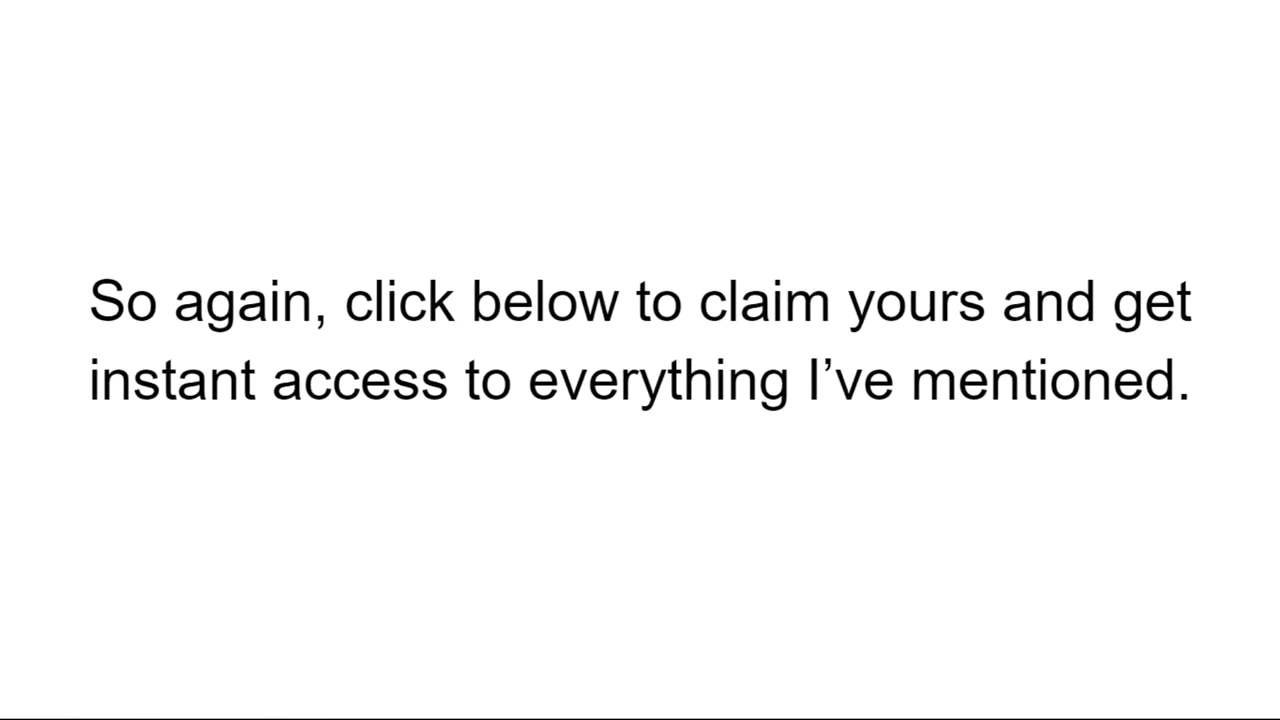 So again, click below to claim yours and get
instant access to everything I’ve mentioned.